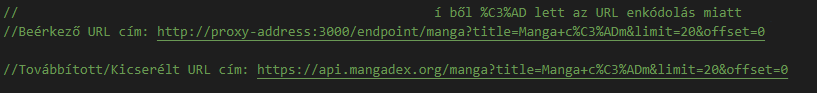 // í ből %C3%AD lett az URL enkódolás miatt
//Beérkező URL cím: http://proxy-address:3000/endpoint/manga?title=Manga+c%C3%ADm&limit=20&offset=0
//Továbbított/Kicserélt URL cím: https://api.mangadex.org/manga?title=Manga+c%C3%ADm&limit=20&offset=0